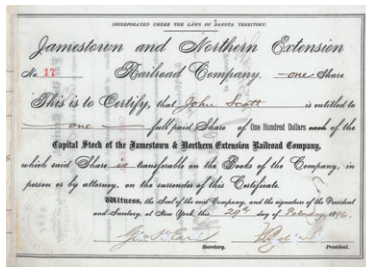 INCORPORATED UNDER THE LAWS OF DAKOTA TERRITORY.
Jamestown and Northern Extension
No. 17 Railroad Company. one Share
This is to Certify, that John Scott is entitled to
one full paid Share of One Hundred Dollars each of the
Capital Stock of the Jamestown & Northern Extension Railroad Company,
which said Share is transferable on the Books of the Company, in
person or by attorney, on the surrender of this Certificate.
Witness, the Seal of the said Company, and the signatures of the President
and Secretary, at New York this 29th day of February
Secretary. President.